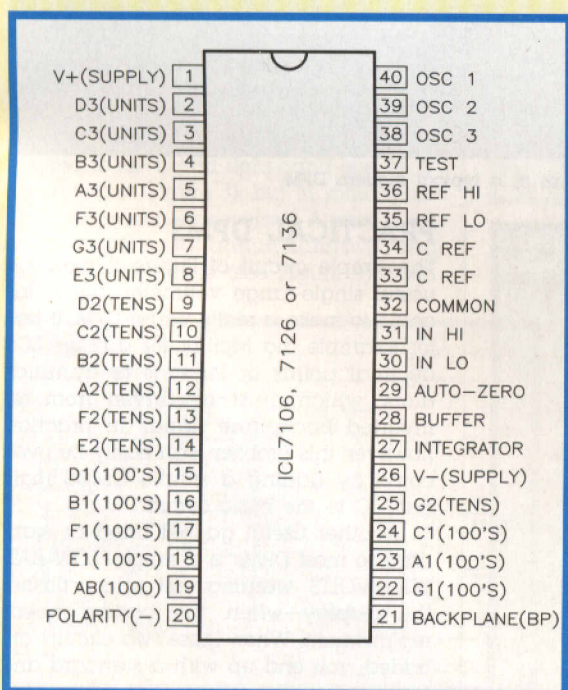 V+(SUPPLY) 1
D3(UNITS) 2
C3(UNITS) 3
B3(UNITS) 4
A3(UNITS) 5
F3(UNITS) 6
G3(UNITS) 7
E3(UNITS) 8
D2(TENS) 9
C2(TENS) 10
B2(TENS) 11
A2(TENS) 12
F2(TENS) 13
E2(TENS) 14
D1(100'S) 15
B1(100'S) 16
F1(100'S) 17
E1(100'S) 18
AB(1000) 19
POLARITY(-) 20
ICL7106, 7126 or 7136
40 OSC 1
39 OSC 2
38 OSC 3
37 TEST
36 REF HI
35 REF LO
34 C REF
33 C REF
32 COMMON
31 IN HI
30 IN LO
29 AUTO-ZERO
28 BUFFER
27 INTEGRATOR
26 V-(SUPPLY)
25 G2(TENS)
24 C1(100'S)
23 A1(100'S)
22 G1(100'S)
21 BACKPLANE(BP)